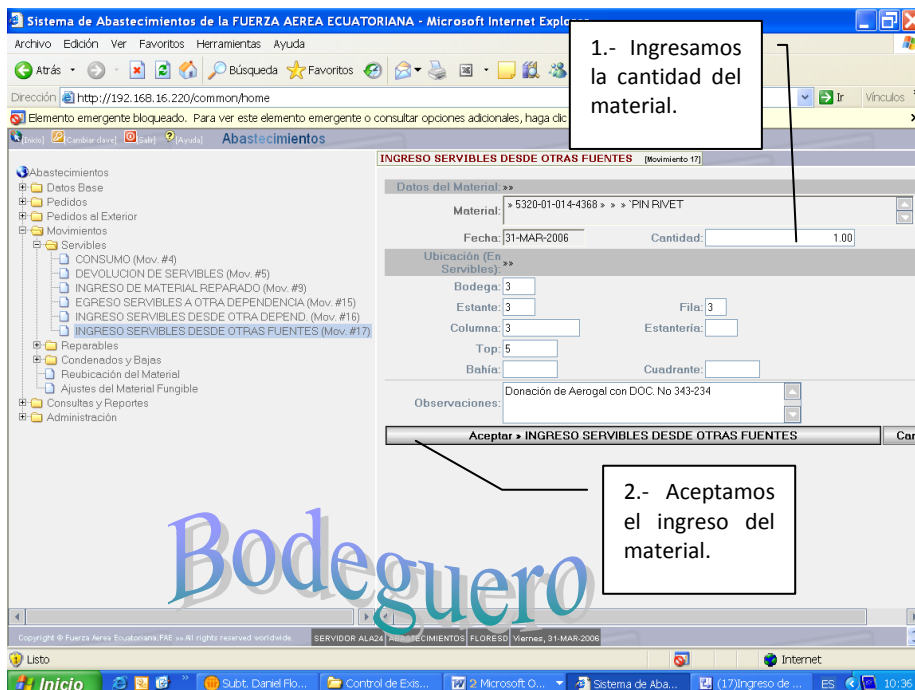 Sistema de Abastecimientos de la FUERZA AEREA ECUATORIANA - Microsoft Internet Explorer
Archivo Edición Ver Favoritos Herramientas Ayuda
Atrás Búsqueda Favoritos
Dirección http://192.168.16.220/common/home Ir Vínculos
Elemento emergente bloqueado. Para ver este elemento emergente o consultar opciones adicionales, haga clic
1.- Ingresamos
la cantidad del
material.
[Inicio] [Cambiar clave] [Salir] [Ayuda] Abastecimientos
Abastecimientos
Datos Base
Pedidos
Pedidos al Exterior
Movimientos
Servibles
CONSUMO (Mov. #4)
DEVOLUCION DE SERVIBLES (Mov. #5)
INGRESO DE MATERIAL REPARADO (Mov. #9)
EGRESO SERVIBLES A OTRA DEPENDENCIA (Mov. #15)
INGRESO SERVIBLES DESDE OTRA DEPEND. (Mov. #16)
INGRESO SERVIBLES DESDE OTRAS FUENTES (Mov. #17)
Reparables
Condenados y Bajas
Reubicación del Material
Ajustes del Material Fungible
Consultas y Reportes
Administración
INGRESO SERVIBLES DESDE OTRAS FUENTES [Movimiento 17]
Datos del Material: »»
Material: » 5320-01-014-4368 » » » 'PIN RIVET
Fecha: 31-MAR-2006 Cantidad: 1.00
Ubicación (En
Servibles): »»
Bodega: 3
Estante: 3 Fila: 3
Columna: 3 Estantería:
Top: 5
Bahía: Cuadrante:
Observaciones: Donación de Aerogal con DOC. No 343-234
Aceptar » INGRESO SERVIBLES DESDE OTRAS FUENTES
2.- Aceptamos
el ingreso del
material.
Bodeguero
Copyright © Fuerza Aerea Ecuatoriana.FAE »» All rights reserved worldwide. SERVIDOR ALA24 ABASTECIMIENTOS FLORESD Viernes, 31-MAR-2006
Listo Internet
Inicio Subt. Daniel Flo... Control de Exis... 2 Microsoft O... Sistema de Aba... (17)Ingreso de ... ES 10:36